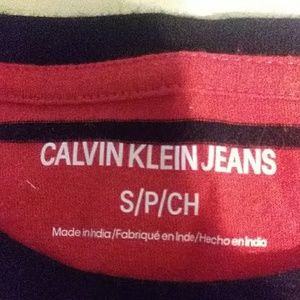 CALVIN KLEIN JEANS
S/P/CH
Made in India/Fabriqué en Inde/Hecho en India